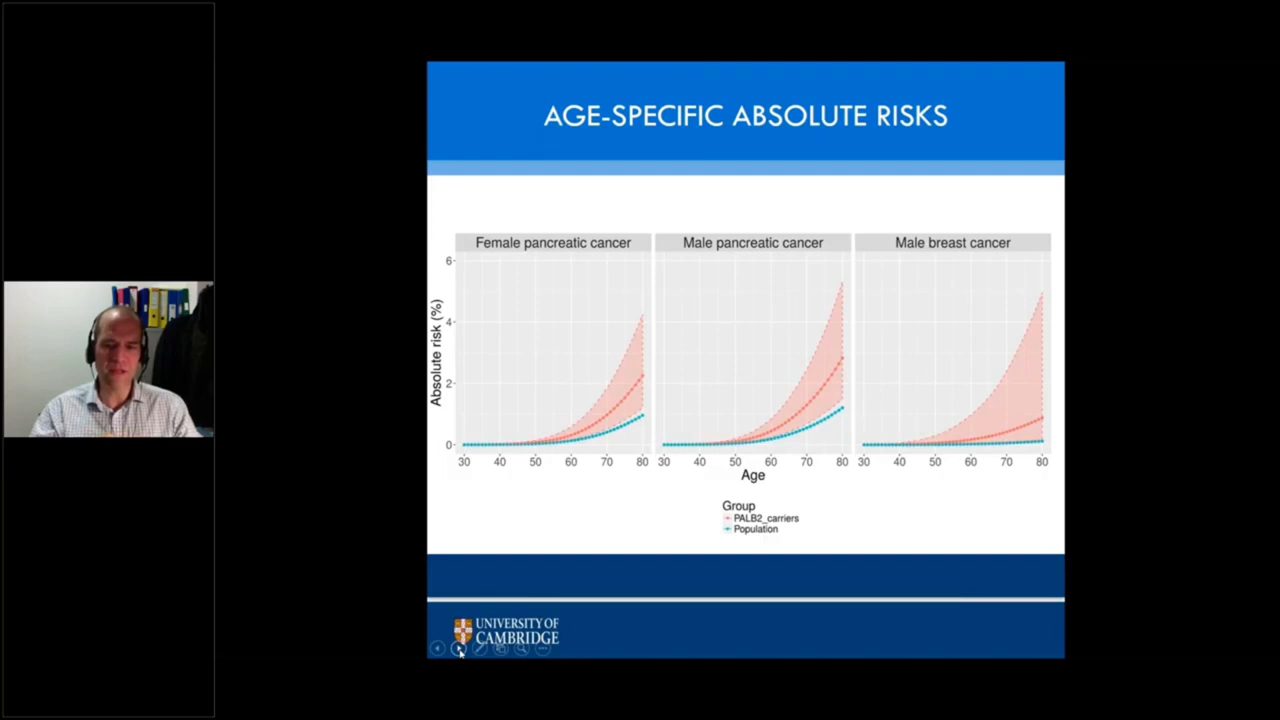 AGE-SPECIFIC ABSOLUTE RISKS
Female pancreatic cancer
Male pancreatic cancer
Male breast cancer
Absolute risk (%)
6
4
2
0
30 40 50 60 70 80
30 40 50 60 70 80
30 40 50 60 70 80
Age
Group
PALB2_carriers
Population
UNIVERSITY OF
CAMBRIDGE